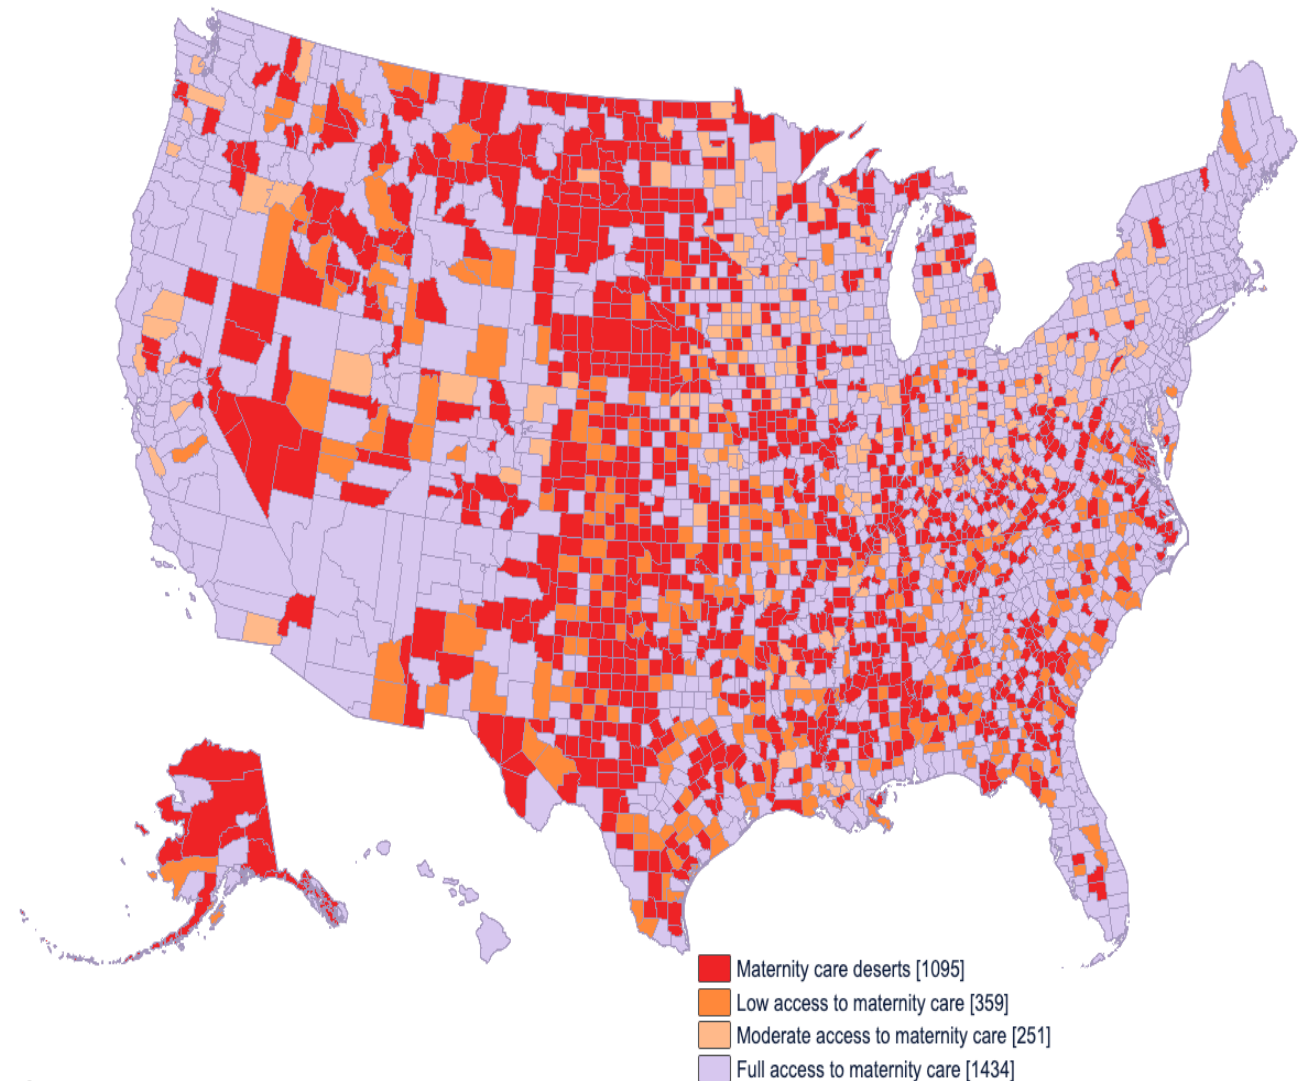 Maternity care deserts [1095]
Low access to maternity care [359]
Moderate access to maternity care [251]
Full access to maternity care [1434]